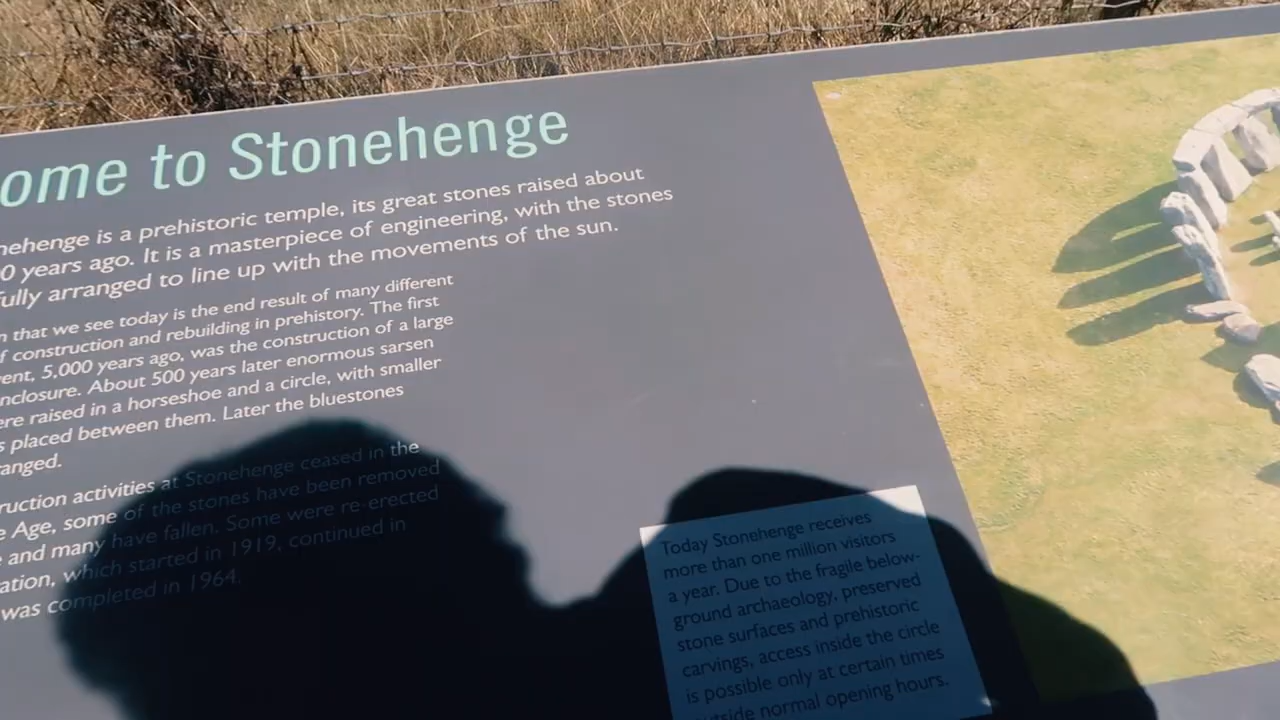 ome to Stonehenge
nehenge is a prehistoric temple, its great stones raised about
0 years ago. It is a masterpiece of engineering, with the stones
fully arranged to line up with the movements of the sun.
n that we see today is the end result of many different
f construction and rebuilding in prehistory. The first
ent, 5,000 years ago, was the construction of a large
nclosure. About 500 years later enormous sarsen
ere raised in a horseshoe and a circle, with smaller
s placed between them. Later the bluestones
anged.
ruction activities at Stonehenge ceased in the
e Age, some of the stones have been removed
e and many have fallen. Some were re-erected
ation, which started in 1919, continued in
was completed in 1964.
Today Stonehenge receives
more than one million visitors
a year. Due to the fragile below-
ground archaeology, preserved
stone surfaces and prehistoric
carvings, access inside the circle
is possible only at certain times
utside normal opening hours.